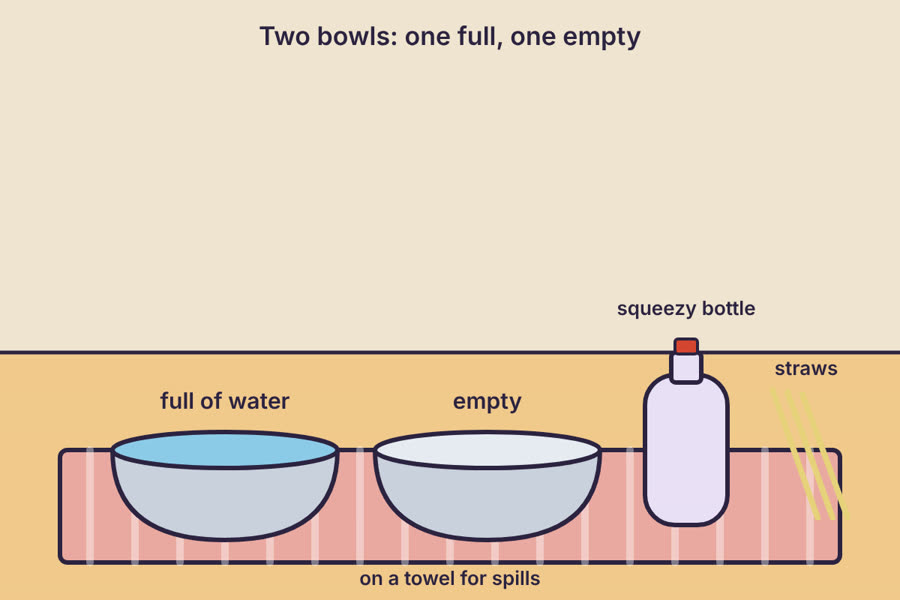 Two bowls: one full, one empty
squeezy bottle
straws
full of water
empty
on a towel for spills